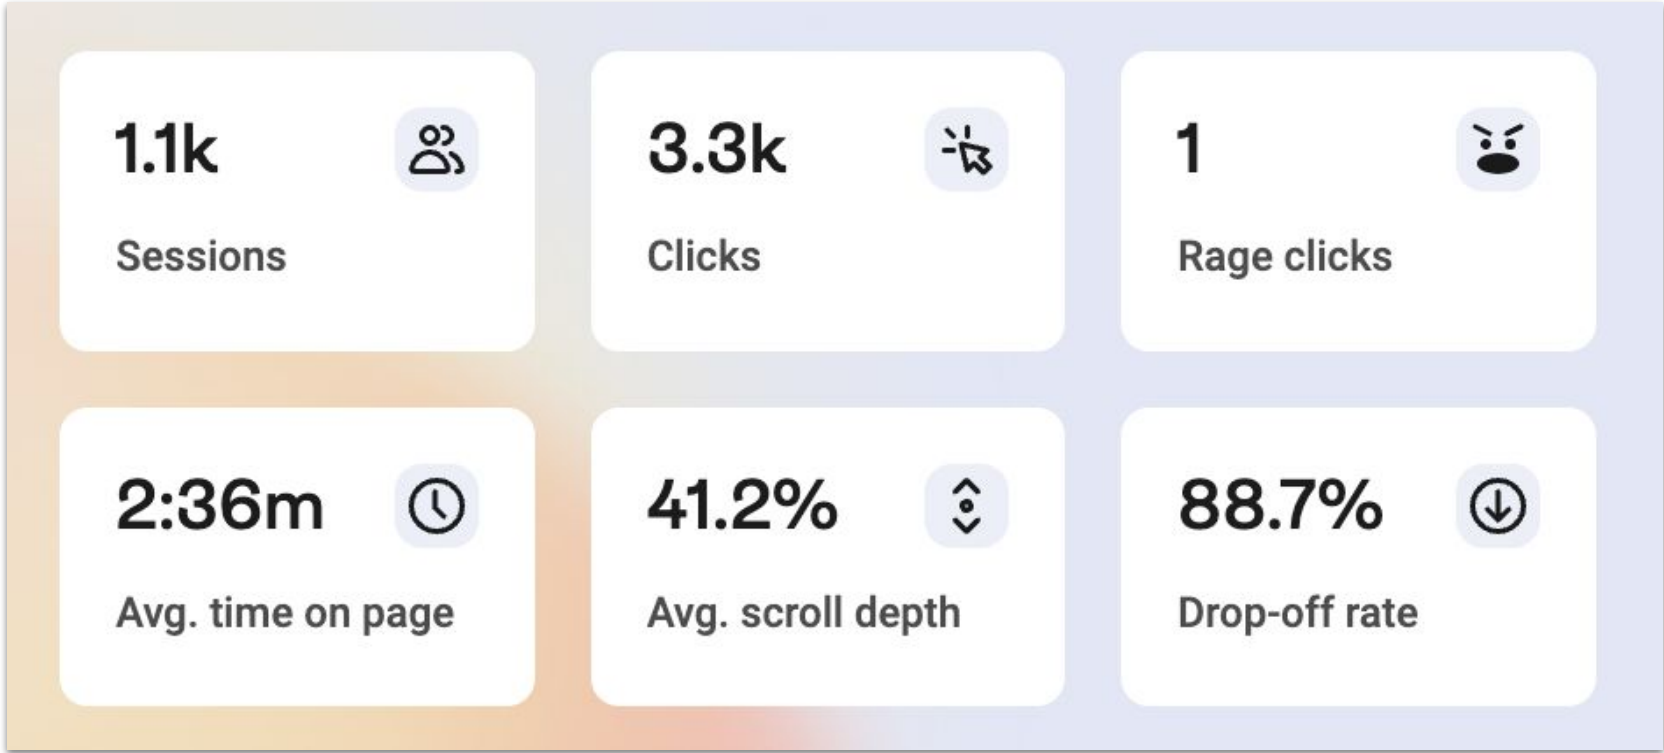 1.1k
Sessions
3.3k
Clicks
1
Rage clicks
2:36m
Avg. time on page
41.2%
Avg. scroll depth
88.7%
Drop-off rate